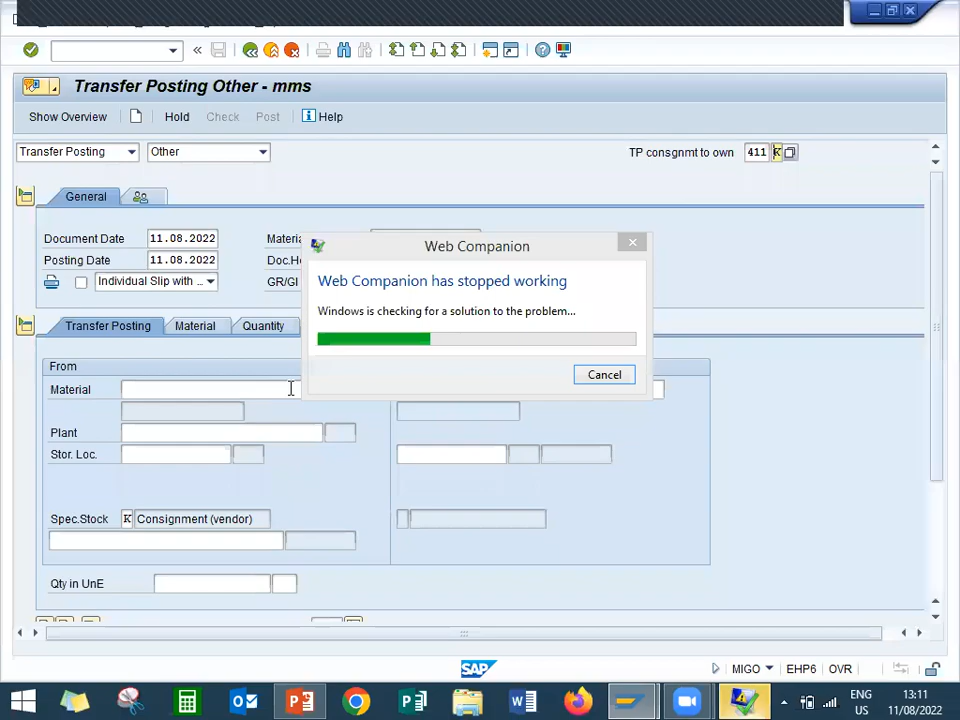 Transfer Posting Other - mms
Show Overview Hold Check Post Help
Transfer Posting Other TP consgnmt to own 411 K
General
Document Date 11.08.2022
Posting Date 11.08.2022 Doc.He
Individual Slip with ... GR/GI
Web Companion
Web Companion has stopped working
Windows is checking for a solution to the problem...
Cancel
Transfer Posting Material Quantity
From
Material
Plant
Stor. Loc.
Spec.Stock K Consignment (vendor)
Qty in UnE
SAP MIGO EHP6 OVR
ENG 13:11
US 11/08/2022